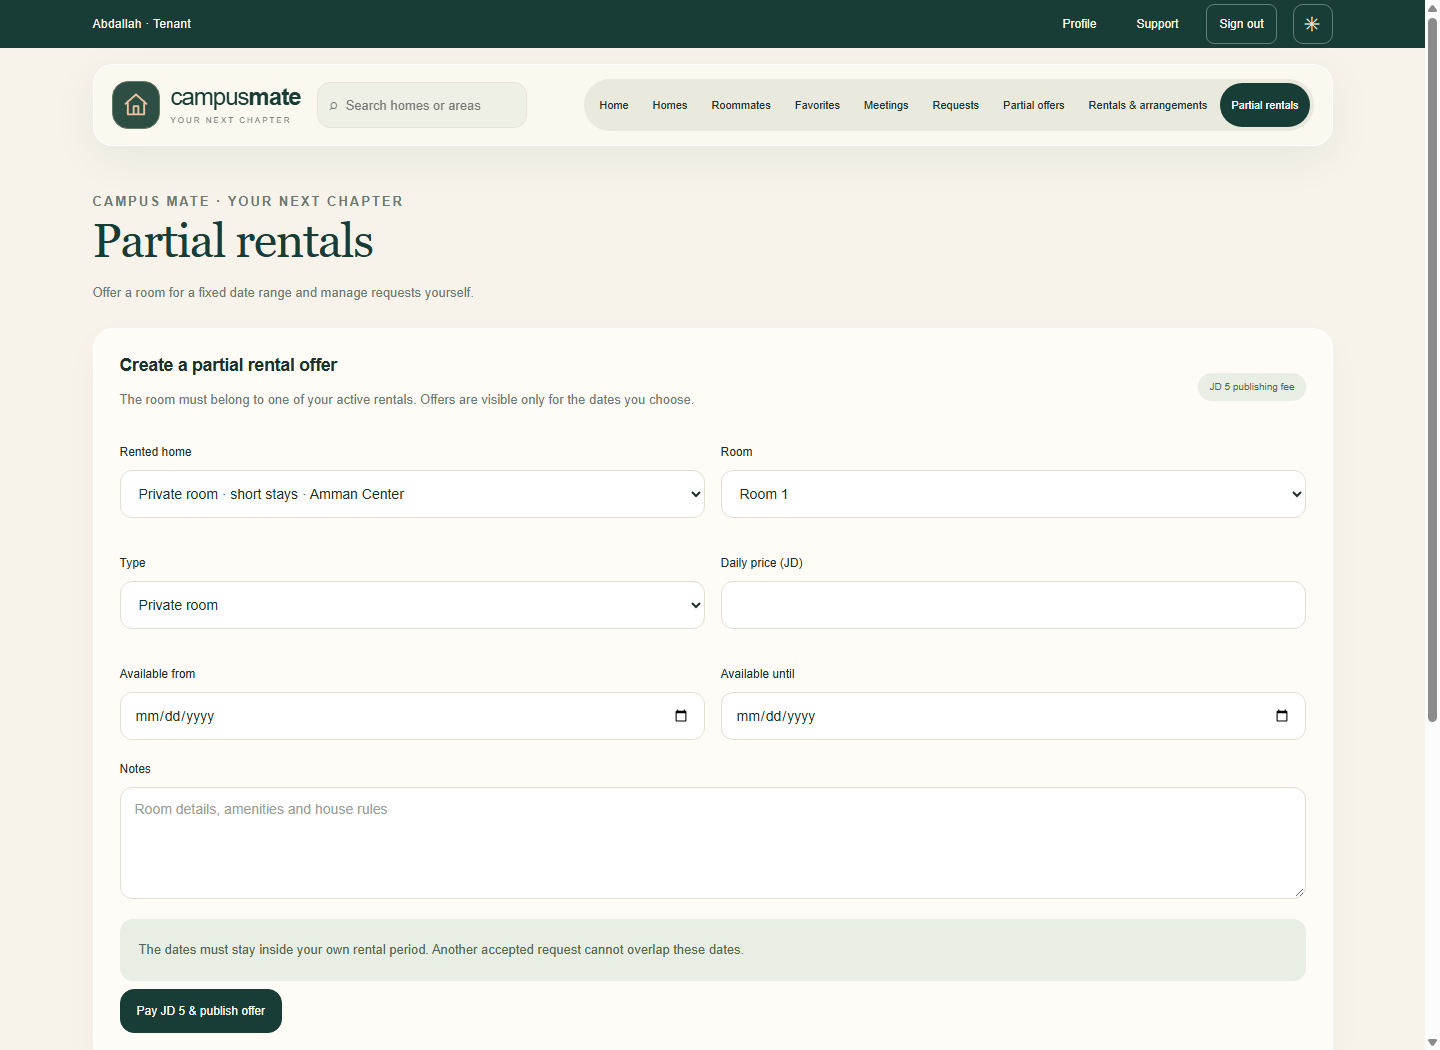 Abdallah · Tenant
Profile
Support
Sign out
campusmate
YOUR NEXT CHAPTER
Search homes or areas
Home
Homes
Roommates
Favorites
Meetings
Requests
Partial offers
Rentals & arrangements
Partial rentals
CAMPUS MATE · YOUR NEXT CHAPTER
Partial rentals
Offer a room for a fixed date range and manage requests yourself.
Create a partial rental offer
The room must belong to one of your active rentals. Offers are visible only for the dates you choose.
JD 5 publishing fee
Rented home
Room
Private room · short stays · Amman Center
Room 1
Type
Daily price (JD)
Private room
Available from
Available until
mm/dd/yyyy
mm/dd/yyyy
Notes
Room details, amenities and house rules
The dates must stay inside your own rental period. Another accepted request cannot overlap these dates.
Pay JD 5 & publish offer